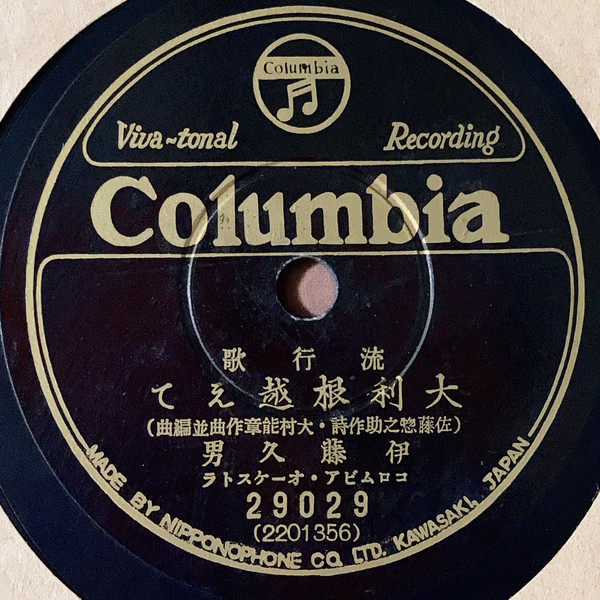 Columbia
Viva-tonal Recording
Columbia
流行歌
大利根越えて
(佐藤惣之助作詩・大村能章作曲並編曲)
伊藤久男
コロムビア・オーケストラ
29029
(2201356)
MADE BY NIPPONOPHONE CO. LTD. KAWASAKI, JAPAN